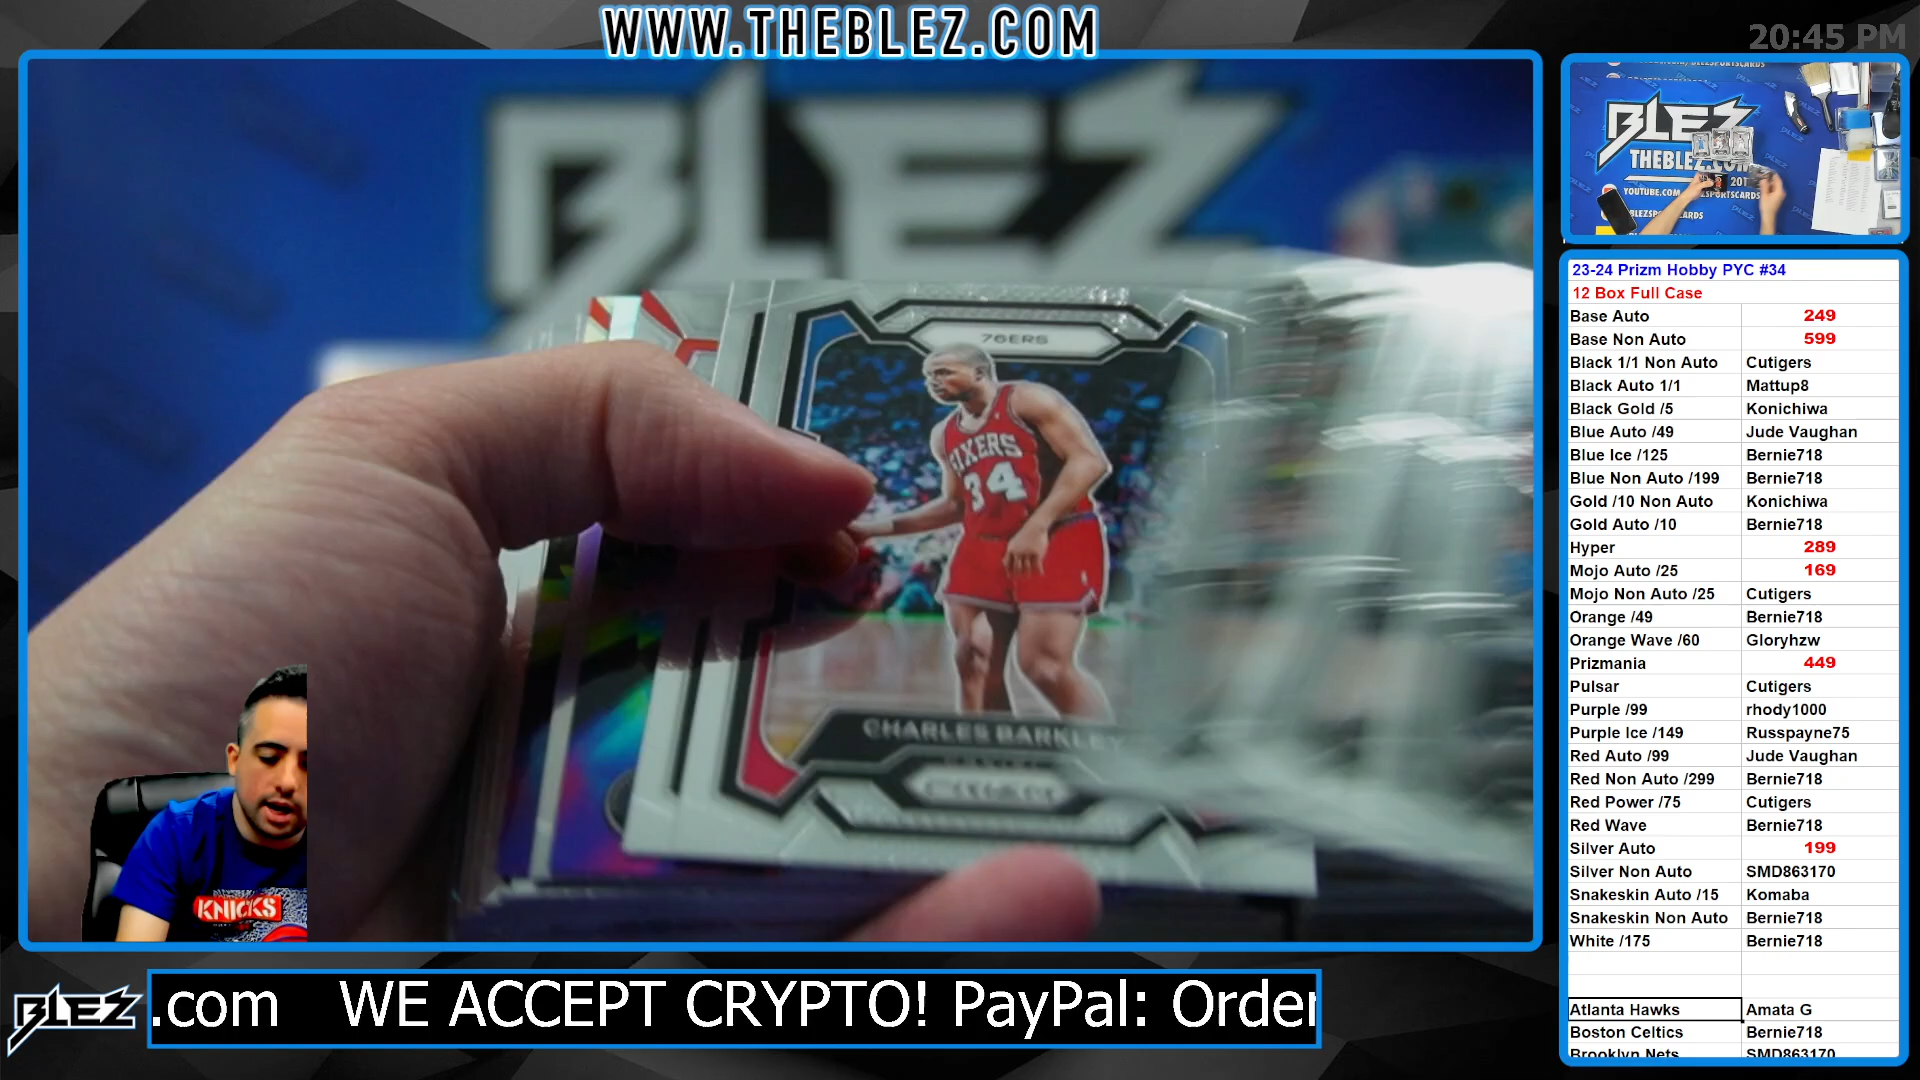 WWW.THEBLEZ.COM
20:45 PM
BLEZ
76ERS
SIXERS
34
CHARLES BARKLEY
PRIZM
KNICKS
BLEZ
THEBLEZ.COM
201
YOUTUBE.COM
BLEZSPORTSCARDS
23-24 Prizm Hobby PYC #34
12 Box Full Case
Base Auto 249
Base Non Auto 599
Black 1/1 Non Auto Cutigers
Black Auto 1/1 Mattup8
Black Gold /5 Konichiwa
Blue Auto /49 Jude Vaughan
Blue Ice /125 Bernie718
Blue Non Auto /199 Bernie718
Gold /10 Non Auto Konichiwa
Gold Auto /10 Bernie718
Hyper 289
Mojo Auto /25 169
Mojo Non Auto /25 Cutigers
Orange /49 Bernie718
Orange Wave /60 Gloryhzw
Prizmania 449
Pulsar Cutigers
Purple /99 rhody1000
Purple Ice /149 Russpayne75
Red Auto /99 Jude Vaughan
Red Non Auto /299 Bernie718
Red Power /75 Cutigers
Red Wave Bernie718
Silver Auto 199
Silver Non Auto SMD863170
Snakeskin Auto /15 Komaba
Snakeskin Non Auto Bernie718
White /175 Bernie718
Atlanta Hawks Amata G
Boston Celtics Bernie718
Brooklyn Nets SMD863170
BLEZ
.com WE ACCEPT CRYPTO! PayPal: Order